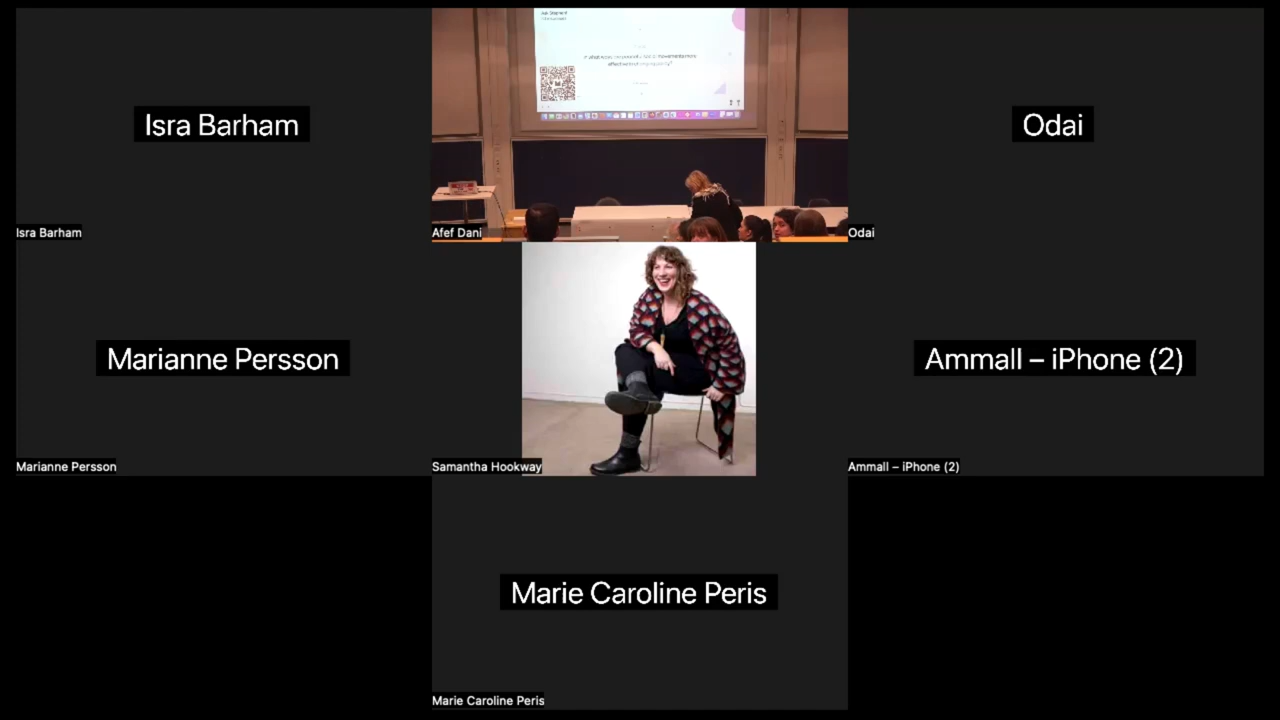 Isra Barham
Isra Barham
Afef Dani
Odai
Odai
Marianne Persson
Marianne Persson
Samantha Hookway
Ammall – iPhone (2)
Ammall – iPhone (2)
Marie Caroline Peris
Marie Caroline Peris